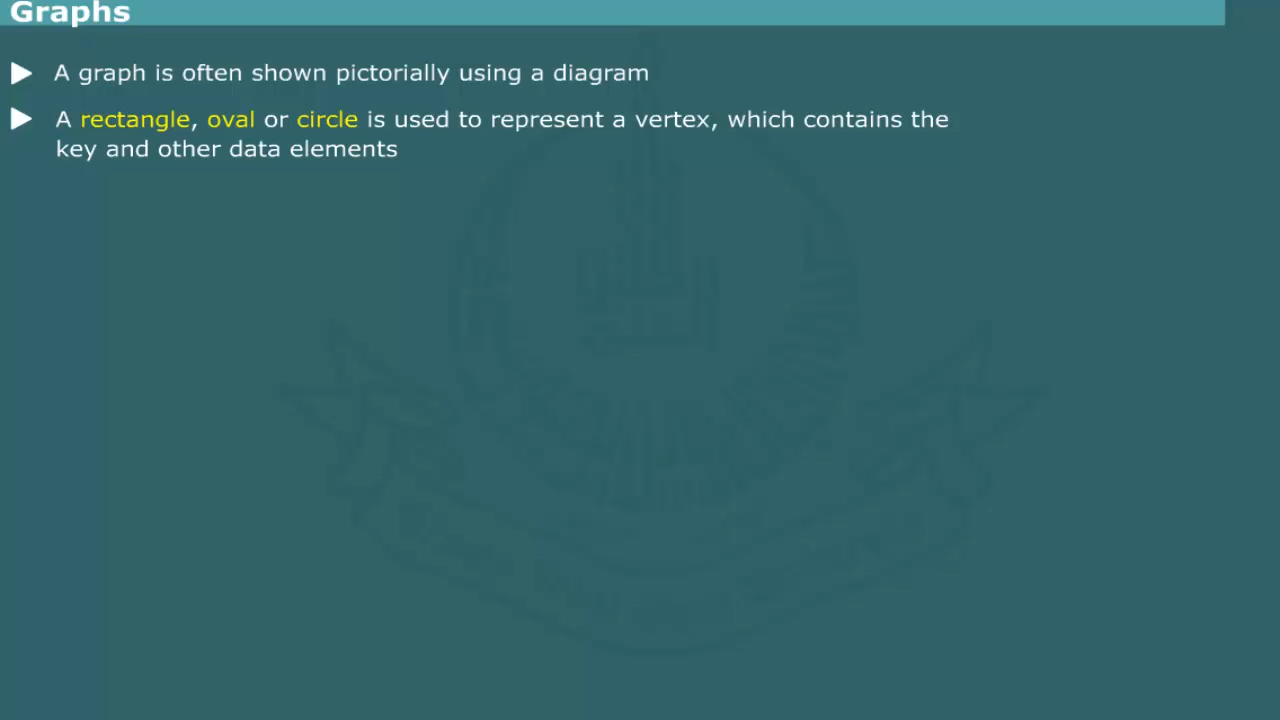 Graphs
A graph is often shown pictorially using a diagram
A rectangle, oval or circle is used to represent a vertex, which contains the
key and other data elements